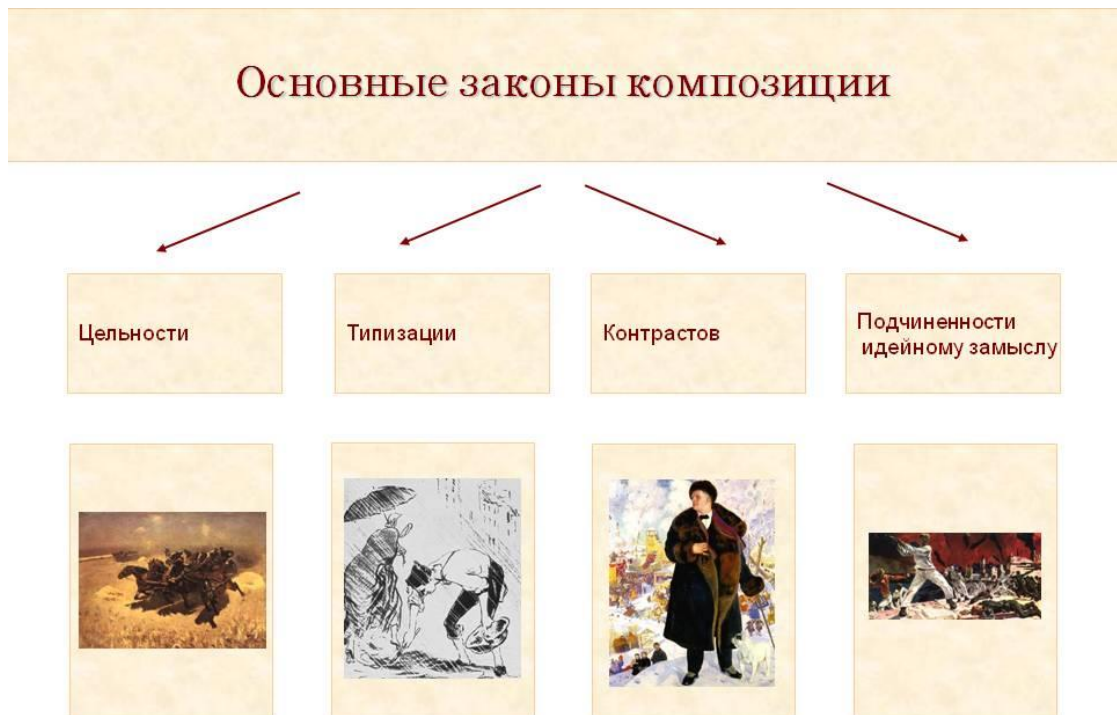 Основные законы композиции
Цельности
Типизации
Контрастов
Подчиненности
идейному замыслу